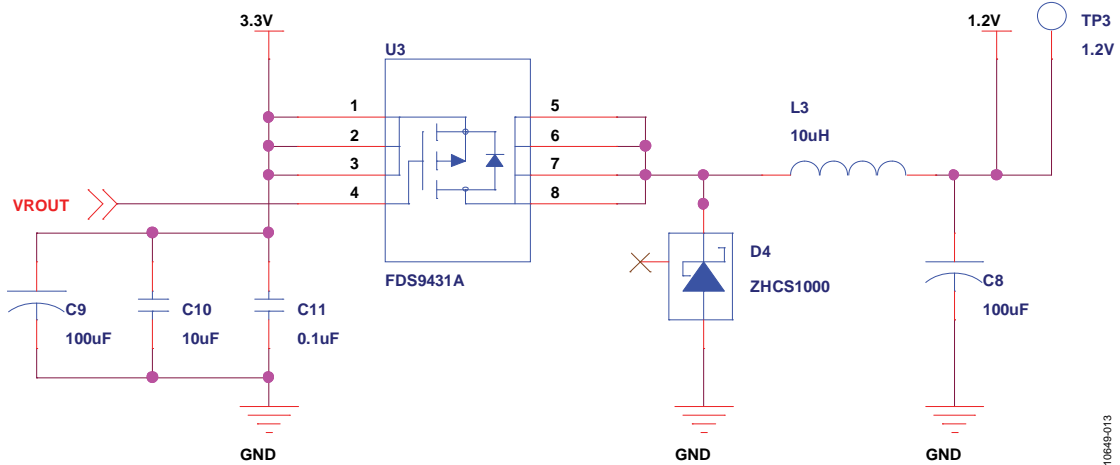 3.3V
U3
1.2V
TP3
1.2V
1
5
2
6
3
7
4
8
L3
10uH
VROUT
FDS9431A
D4
ZHCS1000
C9
100uF
C10
10uF
C11
0.1uF
C8
100uF
GND
GND
GND
10649-013